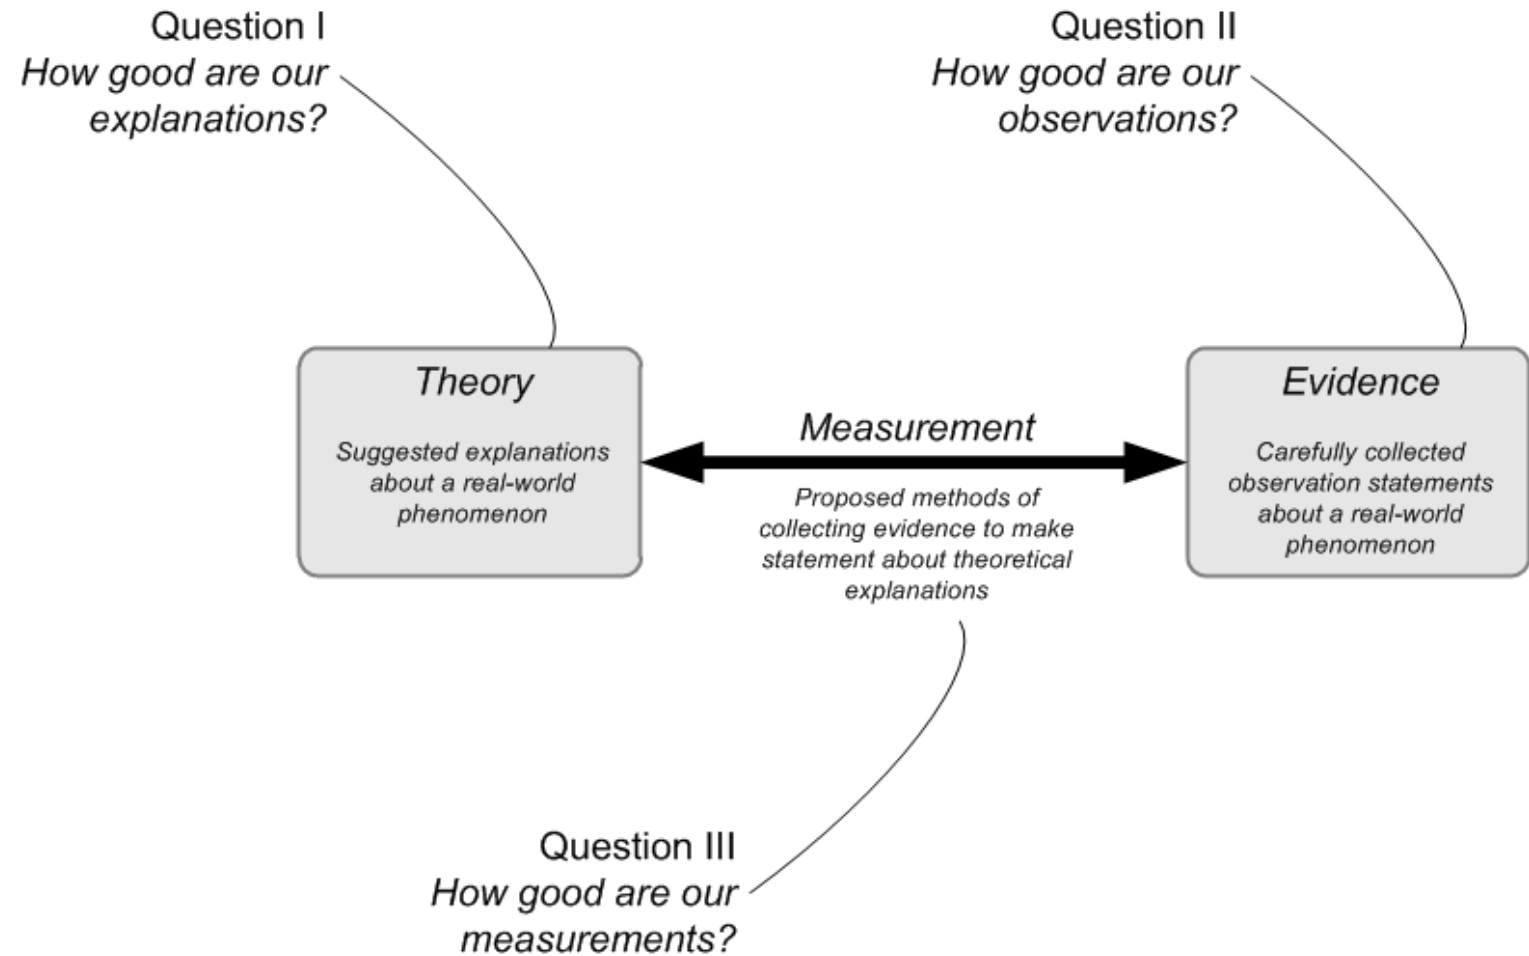 Question I
How good are our
explanations?
Question II
How good are our
observations?
Theory
Suggested explanations
about a real-world
phenomenon
Measurement
Proposed methods of
collecting evidence to make
statement about theoretical
explanations
Evidence
Carefully collected
observation statements
about a real-world
phenomenon
Question III
How good are our
measurements?